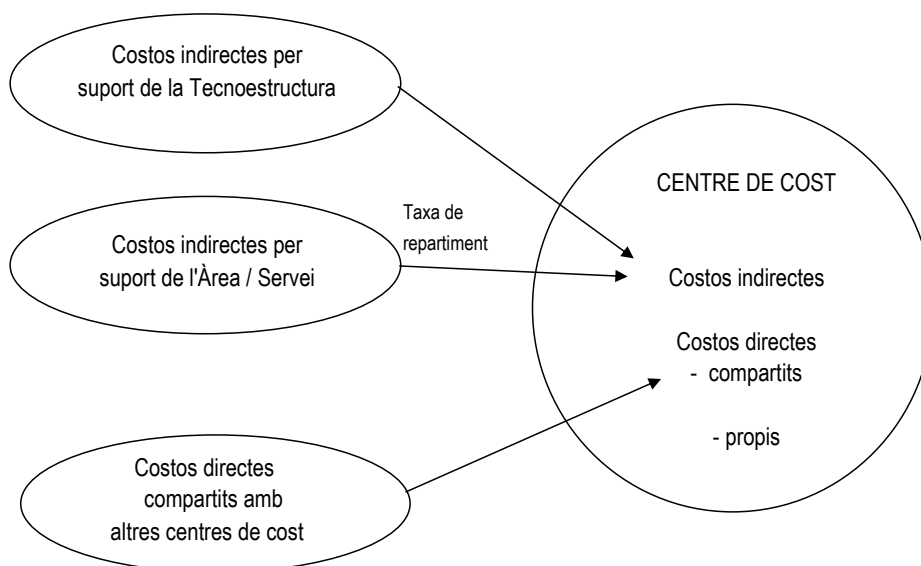 Costos indirectes per
suport de la Tecnoestructura
CENTRE DE COST
Taxa de
repartiment
Costos indirectes per
suport de l'Àrea / Servei
Costos indirectes
Costos directes
- compartits
- propis
Costos directes
compartits amb
altres centres de cost